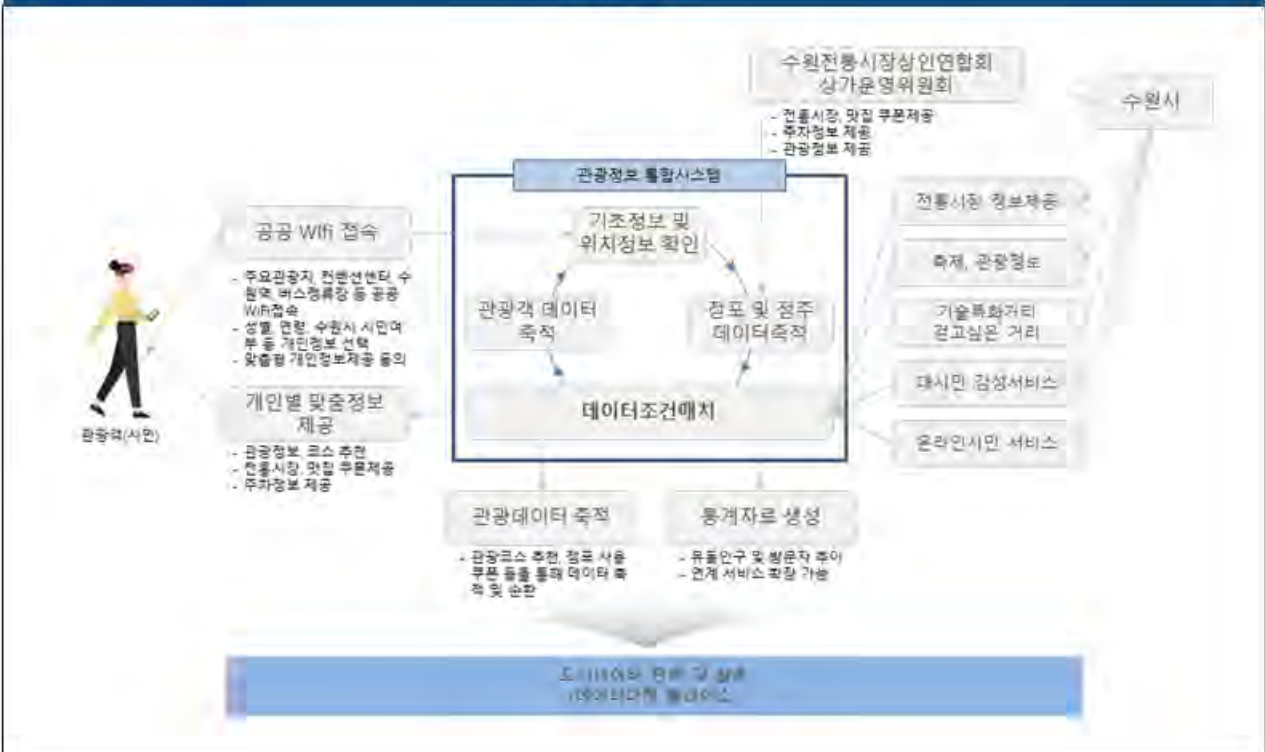 수원전통시장상인연합회
상가운영위원회
- 전통시장, 맛집 쿠폰제공
- 주차정보 제공
- 관광정보 제공
수원시
관광정보 통합시스템
공공 Wifi 접속
- 주요관광지, 컨벤션센터, 수
원역, 버스정류장 등 공공
WiFi접속
- 성별, 연령, 수원시 시민여
부 등 개인정보 선택
- 맞춤형 개인정보제공 동의
기초정보 및
위치정보 확인
관광객 데이터
축적
점포 및 점주
데이터축적
데이터조건매치
전통시장 정보제공
축제, 관광정보
기술특화거리
걷고싶은 거리
대시민 감성서비스
온라인시민 서비스
관광객(시민)
개인별 맞춤정보
제공
- 관광정보, 코스 추천
- 전통시장, 맛집 쿠폰제공
- 주차정보 제공
관광데이터 축적
- 관광코스 추천, 점포 사용
쿠폰 등을 통해 데이터 축
적 및 순환
통계자료 생성
- 유동인구 및 방문자 추이
- 연계 서비스 확장 가능